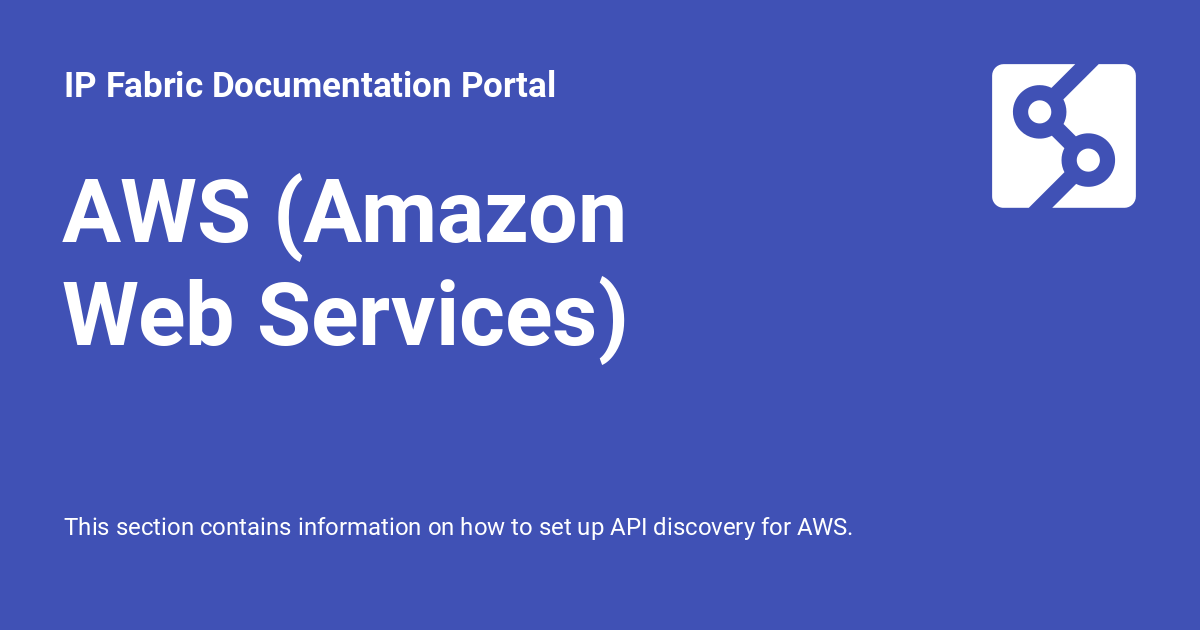 IP Fabric Documentation Portal
AWS (Amazon
Web Services)
This section contains information on how to set up API discovery for AWS.